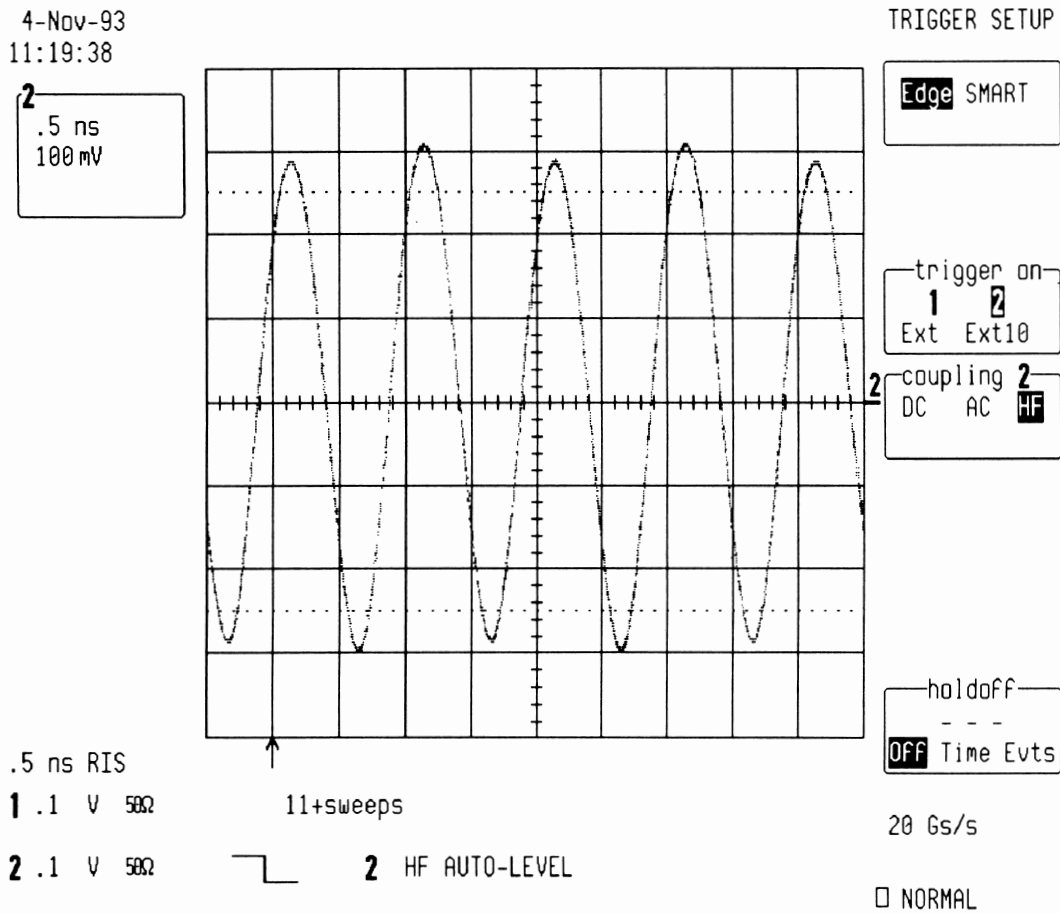 4-Nov-93
11:19:38
2
.5 ns
100 mV
TRIGGER SETUP
Edge SMART
trigger on
1 2
Ext Ext10
2
coupling 2
DC AC HF
holdoff
- - -
Off Time Evts
.5 ns RIS
1 .1 V 50Ω
11+sweeps
20 Gs/s
2 .1 V 50Ω
2 HF AUTO-LEVEL
□ NORMAL